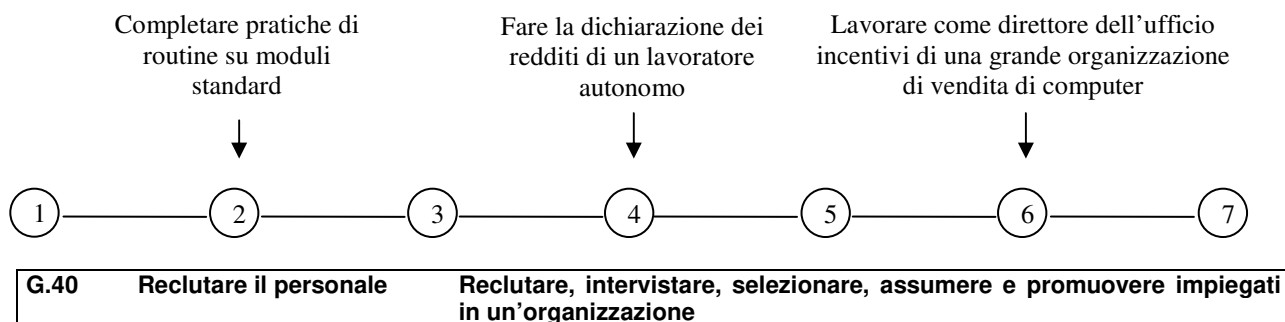 Completare pratiche di
routine su moduli
standard
Fare la dichiarazione dei
redditi di un lavoratore
autonomo
Lavorare come direttore dell'ufficio
incentivi di una grande organizzazione
di vendita di computer
1 2 3 4 5 6 7
G.40 Reclutare il personale Reclutare, intervistare, selezionare, assumere e promuovere impiegati
in un'organizzazione